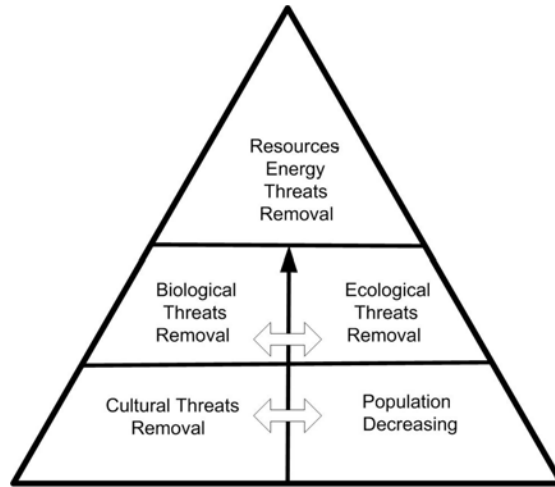 Resources
Energy
Threats
Removal
Biological
Threats
Removal
Ecological
Threats
Removal
Cultural Threats
Removal
Population
Decreasing